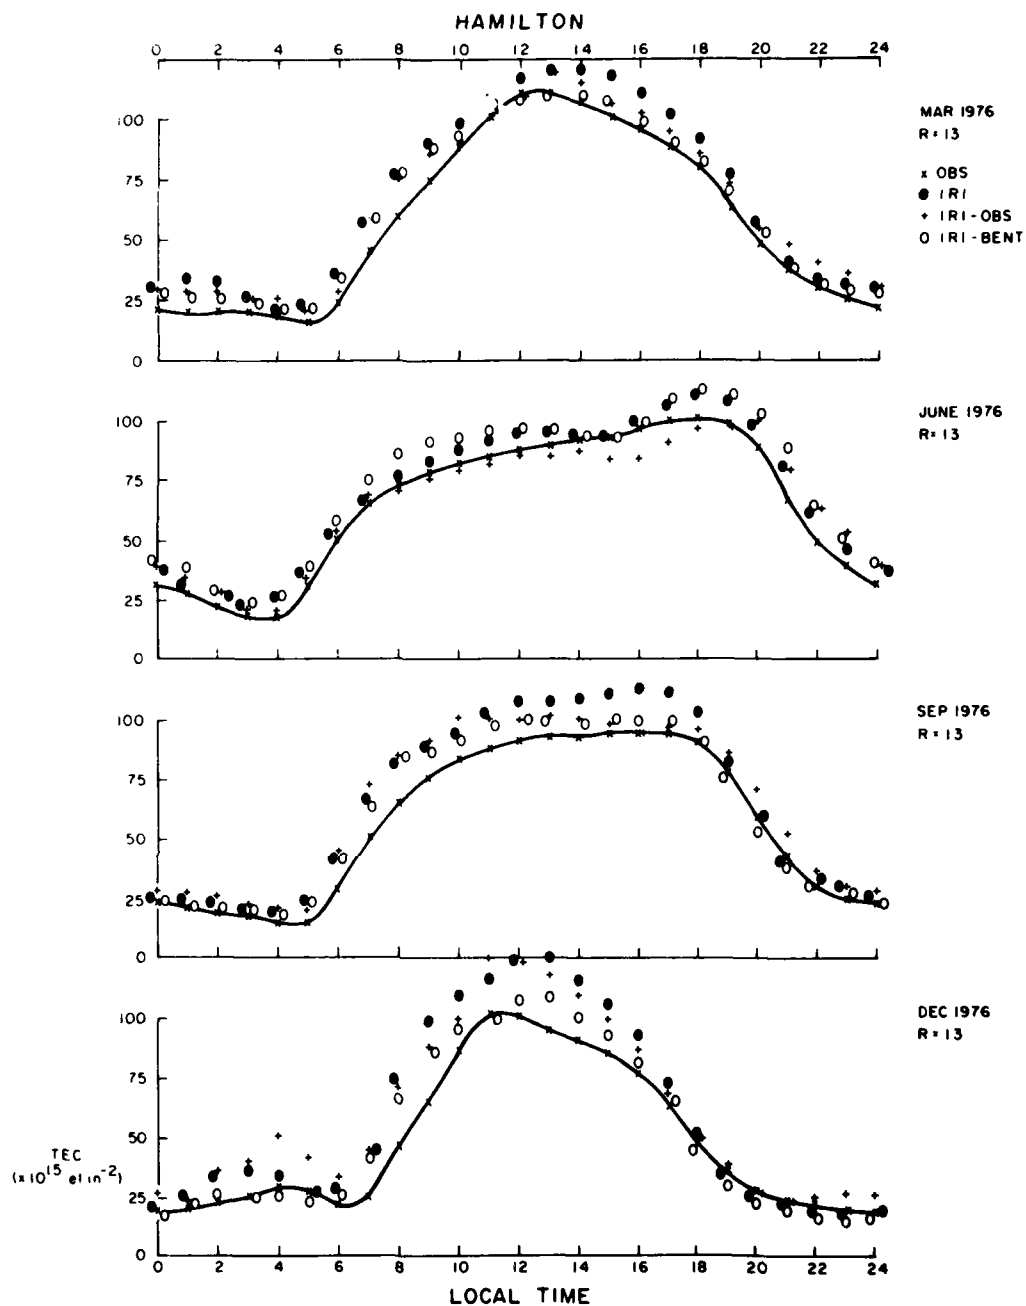 HAMILTON
0 2 4 6 8 10 12 14 16 18 20 22 24
100
75
50
25
0
MAR 1976
R=13
x OBS
● IRI
+ IRI-OBS
O IRI-BENT
100
75
50
25
0
JUNE 1976
R=13
100
75
50
25
0
SEP 1976
R=13
100
75
50
25
0
DEC 1976
R=13
TEC
(x10^15 el m^-2)
0 2 4 6 8 10 12 14 16 18 20 22 24
LOCAL TIME